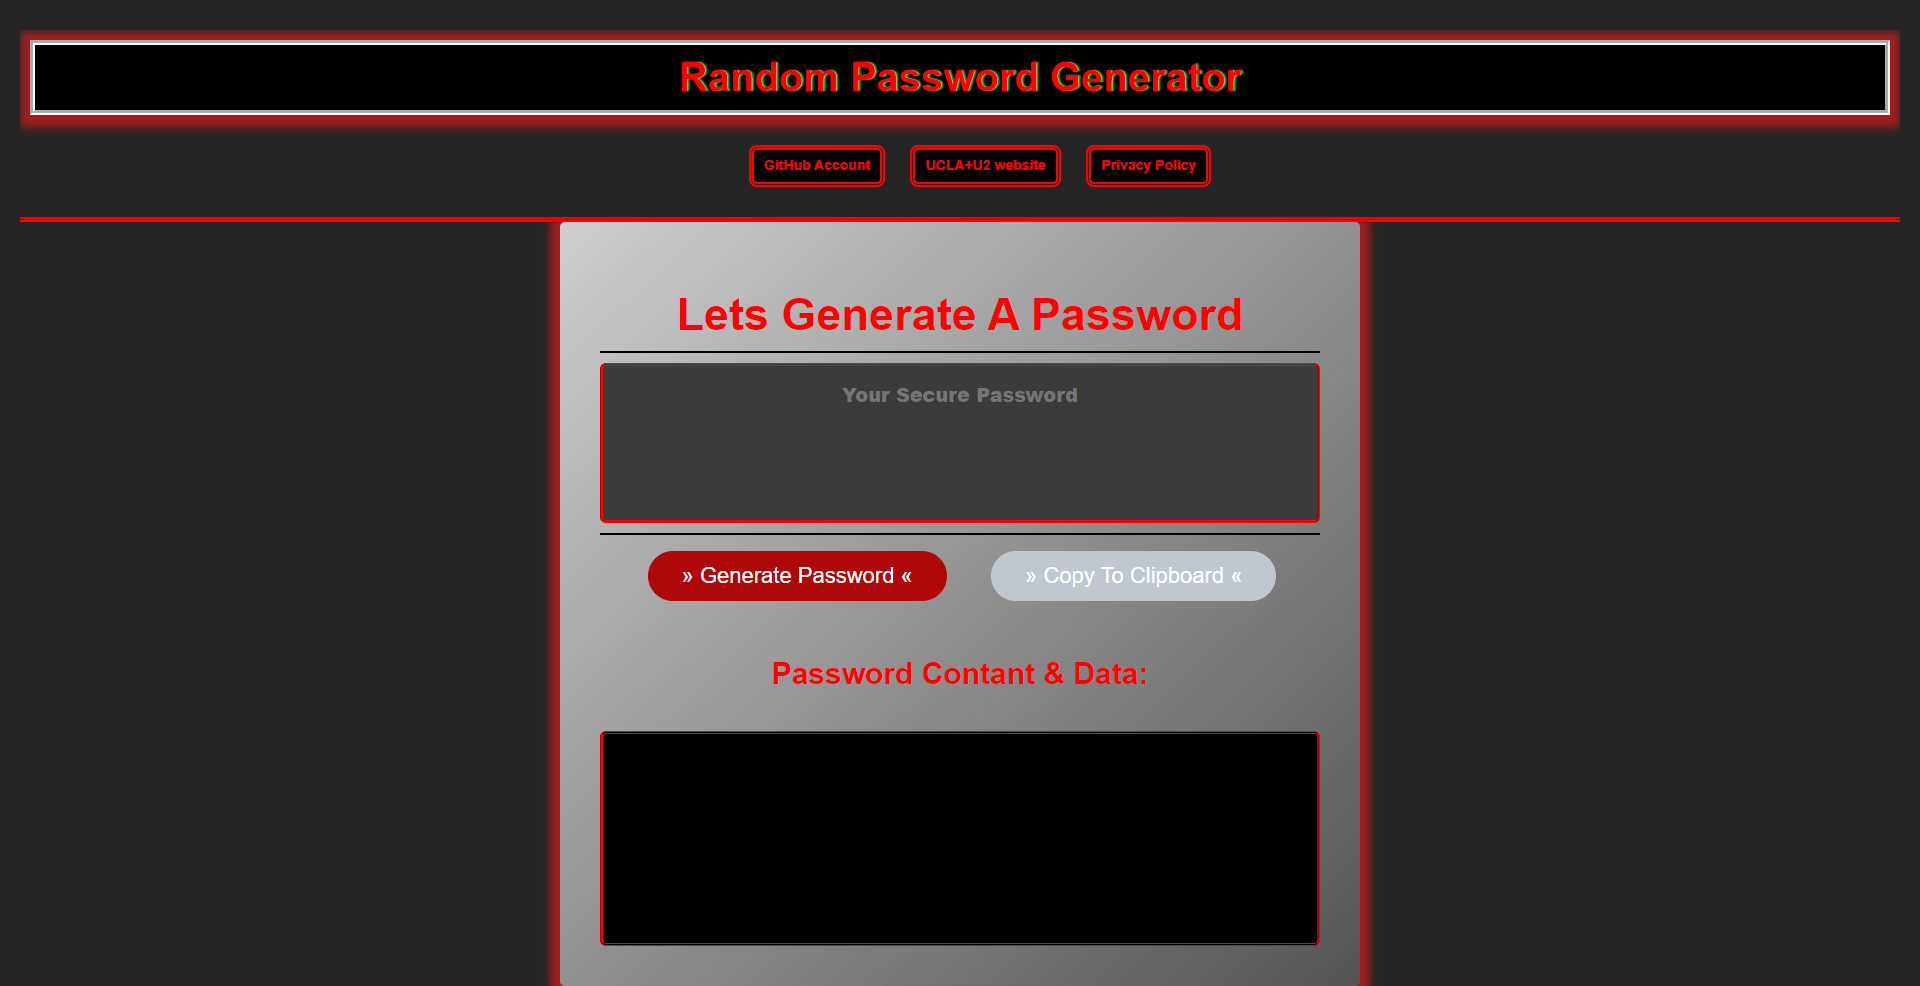 Random Password Generator
GitHub Account
UCLA+U2 website
Privacy Policy
Lets Generate A Password
Your Secure Password
» Generate Password «
» Copy To Clipboard «
Password Contant & Data: